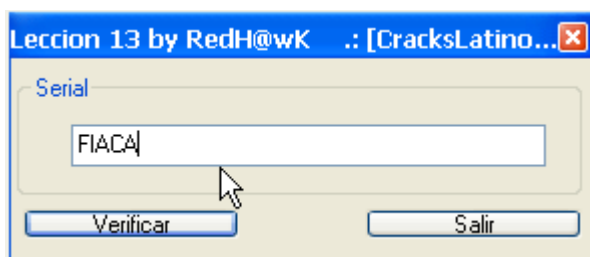 Leccion 13 by RedH@wK .: [CracksLatino...
Serial
FIACA
Verificar Salir